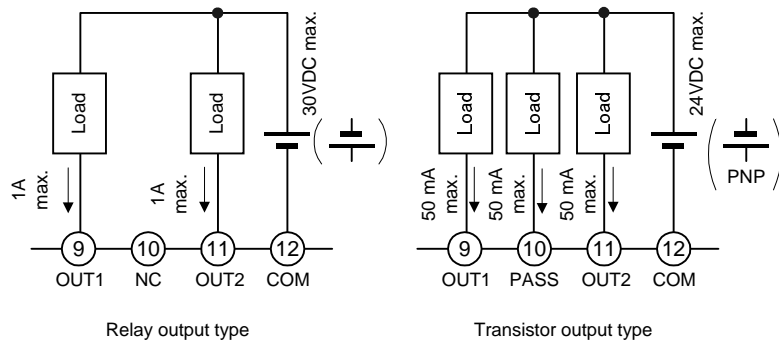 30VDC max.
Load
Load
1A
max.
1A
max.
9
10
11
12
OUT1
NC
OUT2
COM
Relay output type
24VDC max.
Load
Load
Load
PNP
50 mA
max.
50 mA
max.
50 mA
max.
9
10
11
12
OUT1
PASS
OUT2
COM
Transistor output type